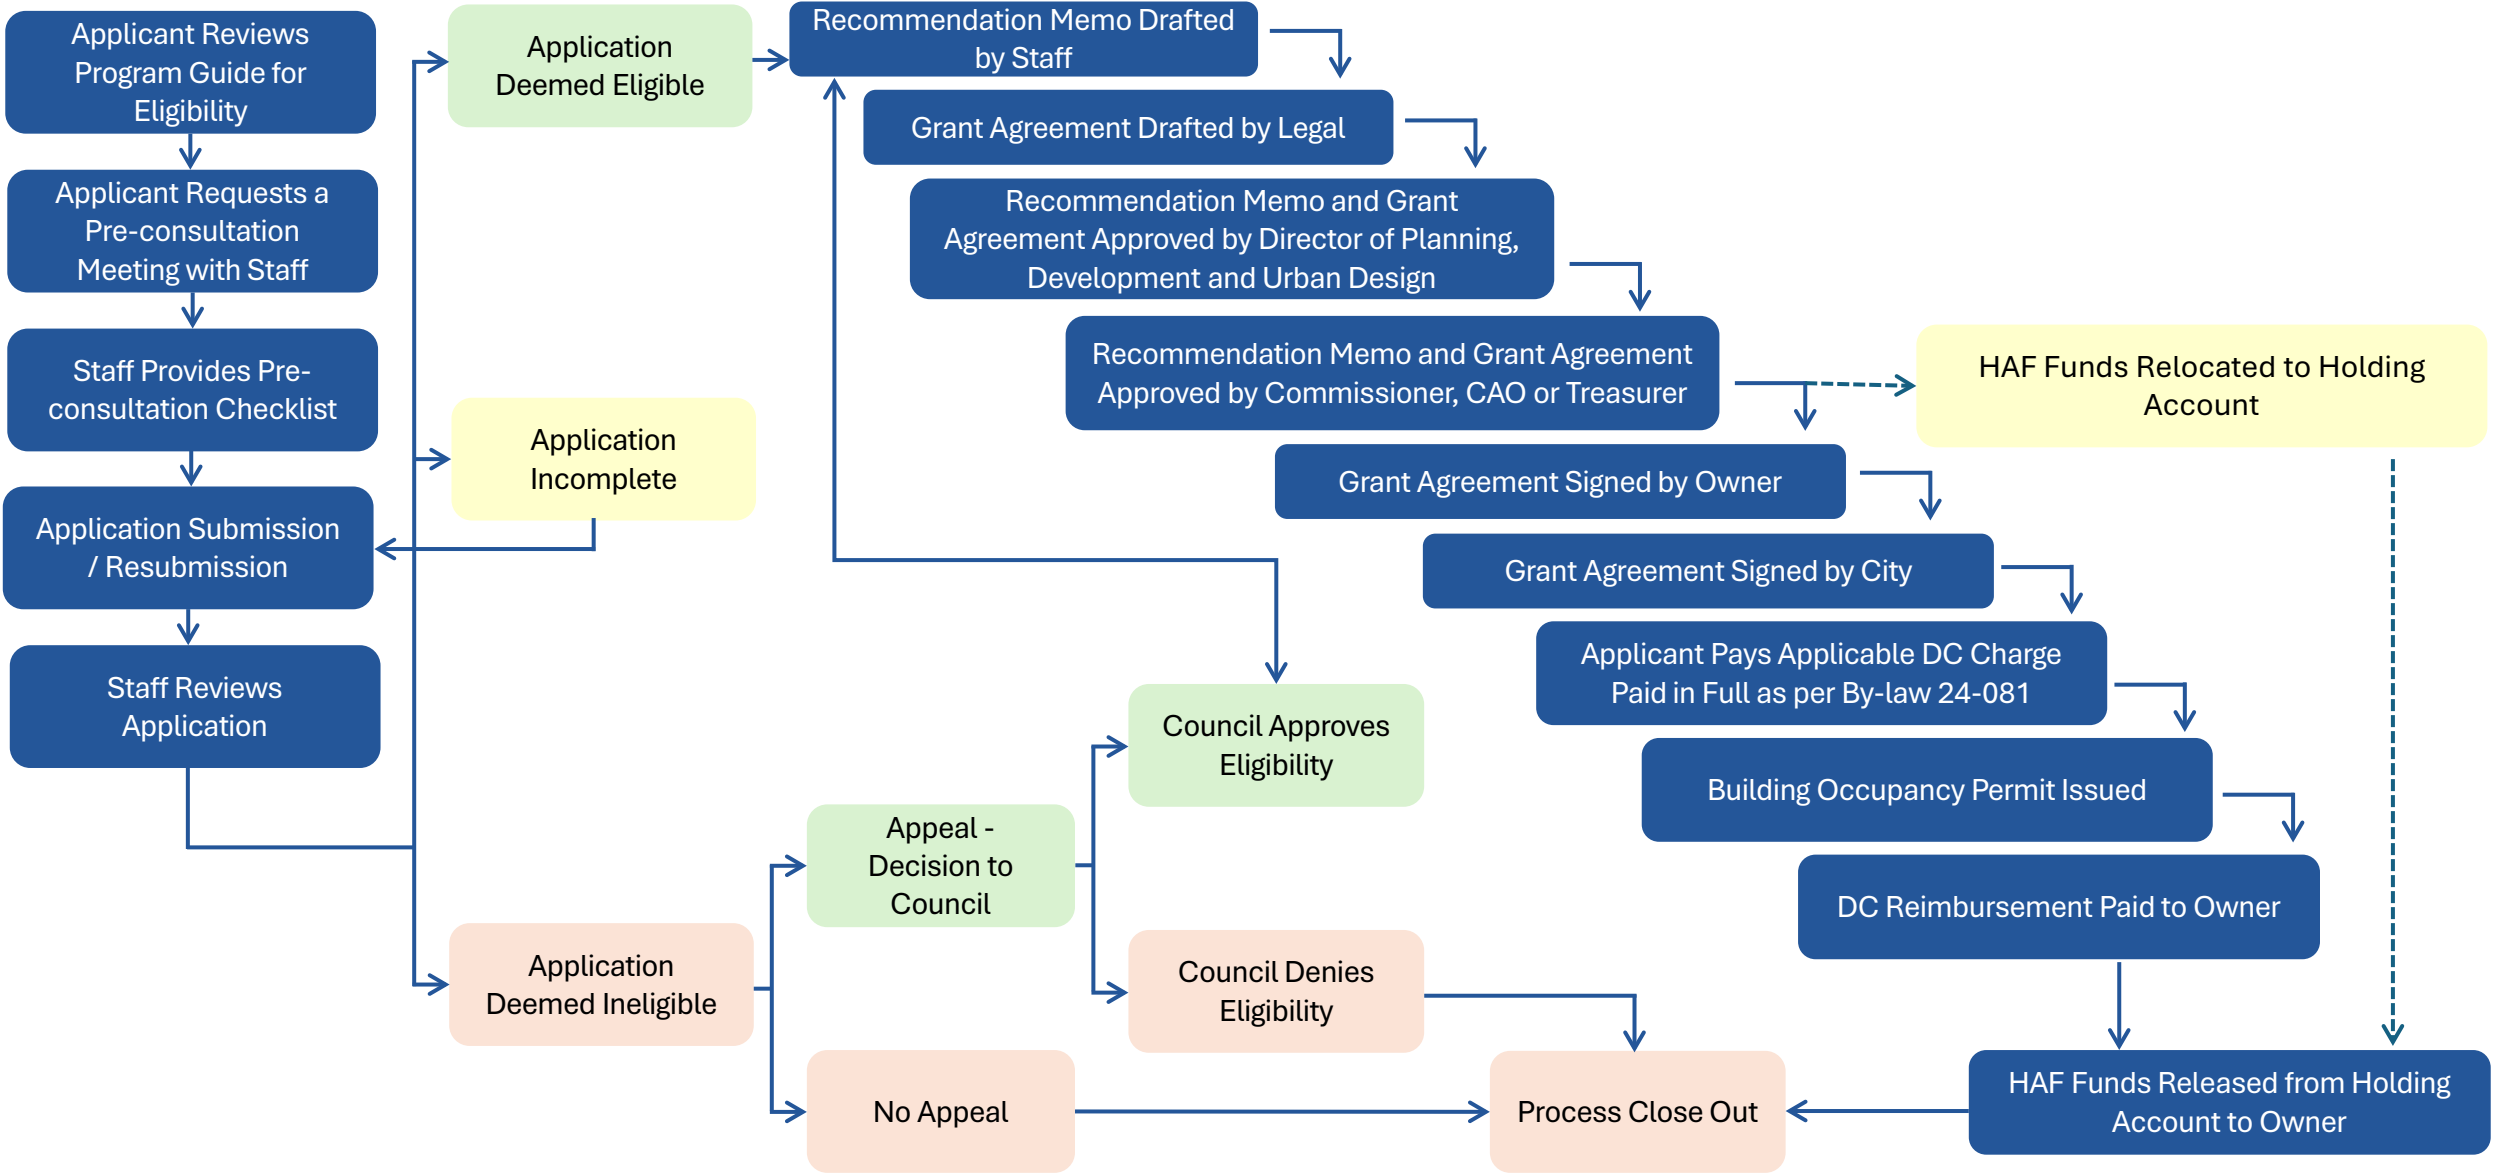 Applicant Reviews
Program Guide for
Eligibility
Applicant Requests a
Pre-consultation
Meeting with Staff
Staff Provides Pre-
consultation Checklist
Application Submission
/ Resubmission
Staff Reviews
Application
Application
Deemed Eligible
Application
Incomplete
Application
Deemed Ineligible
Appeal -
Decision to
Council
No Appeal
Council Approves
Eligibility
Council Denies
Eligibility
Process Close Out
Recommendation Memo Drafted
by Staff
Grant Agreement Drafted by Legal
Recommendation Memo and Grant
Agreement Approved by Director of Planning,
Development and Urban Design
Recommendation Memo and Grant Agreement
Approved by Commissioner, CAO or Treasurer
HAF Funds Relocated to Holding
Account
Grant Agreement Signed by Owner
Grant Agreement Signed by City
Applicant Pays Applicable DC Charge
Paid in Full as per By-law 24-081
Building Occupancy Permit Issued
DC Reimbursement Paid to Owner
HAF Funds Released from Holding
Account to Owner